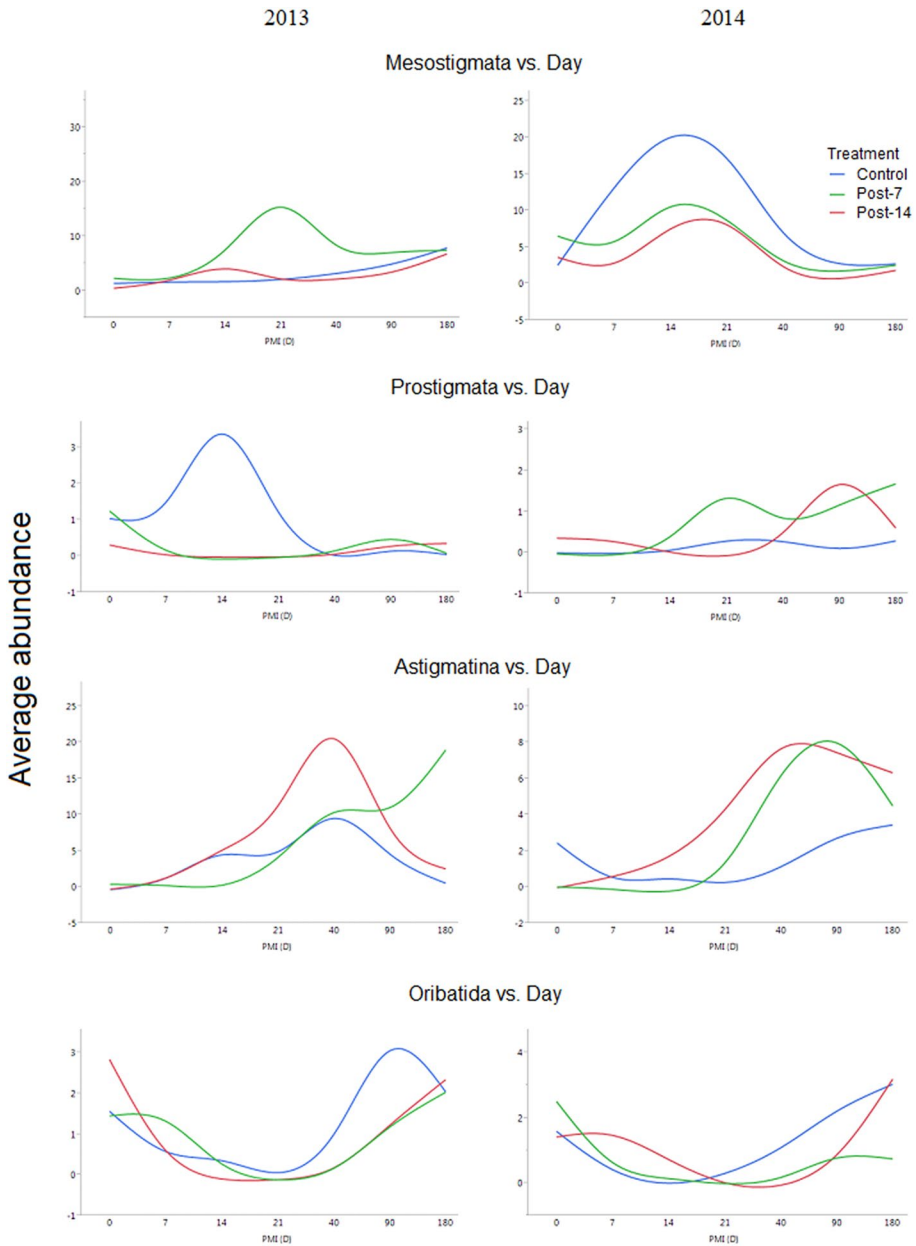 2013 2014
Mesostigmata vs. Day
30
20
10
0
0 7 14 21 40 90 180
PMI (D)
25
20
15
10
5
0
-5
0 7 14 21 40 90 180
PMI (D)
Treatment
Control
Post-7
Post-14
Prostigmata vs. Day
3
2
1
0
-1
0 7 14 21 40 90 180
PMI (D)
3
2
1
0
-1
0 7 14 21 40 90 180
PMI (D)
Average abundance
Astigmatina vs. Day
25
20
15
10
5
0
-5
0 7 14 21 40 90 180
PMI (D)
10
8
6
4
2
0
-2
0 7 14 21 40 90 180
PMI (D)
Oribatida vs. Day
3
2
1
0
-1
0 7 14 21 40 90 180
PMI (D)
4
2
0
0 7 14 21 40 90 180
PMI (D)